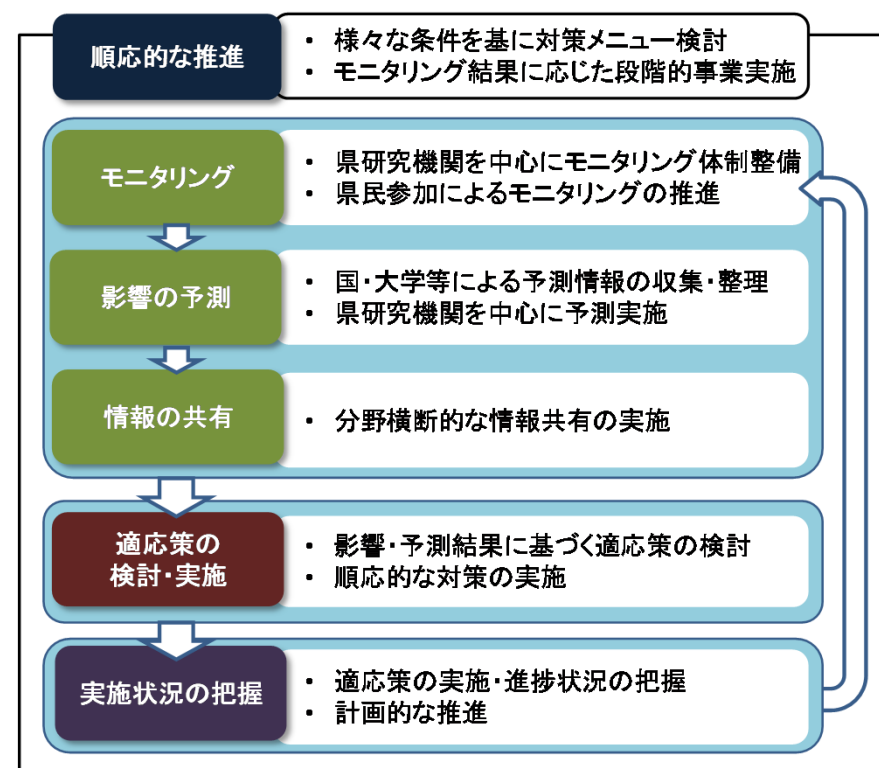 順応的な推進
・ 様々な条件を基に対策メニュー検討
・ モニタリング結果に応じた段階的事業実施
モニタリング
・ 県研究機関を中心にモニタリング体制整備
・ 県民参加によるモニタリングの推進
影響の予測
・ 国・大学等による予測情報の収集・整理
・ 県研究機関を中心に予測実施
情報の共有
・ 分野横断的な情報共有の実施
適応策の
検討・実施
・ 影響・予測結果に基づく適応策の検討
・ 順応的な対策の実施
実施状況の把握
・ 適応策の実施・進捗状況の把握
・ 計画的な推進